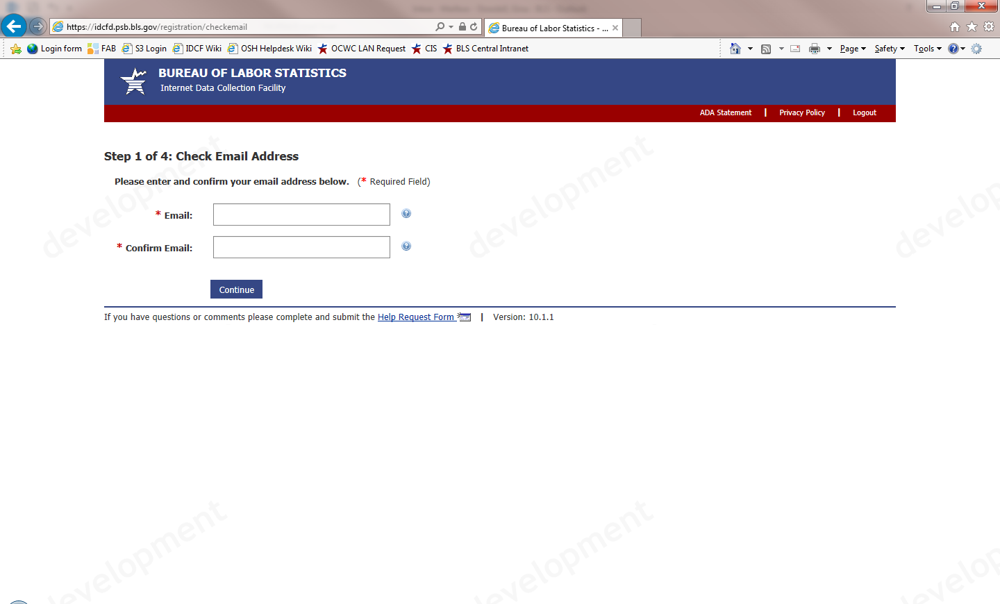 https://idcfd.psb.bls.gov/registration/checkemail
Bureau of Labor Statistics - ...
Login form FAB S3 Login IDCF Wiki OSH Helpdesk Wiki OCWC LAN Request CIS BLS Central Intranet
Page Safety Tools
BUREAU OF LABOR STATISTICS
Internet Data Collection Facility
ADA Statement | Privacy Policy | Logout
Step 1 of 4: Check Email Address
Please enter and confirm your email address below. (* Required Field)
* Email:
* Confirm Email:
Continue
If you have questions or comments please complete and submit the Help Request Form | Version: 10.1.1
development
development
development
development
development
development